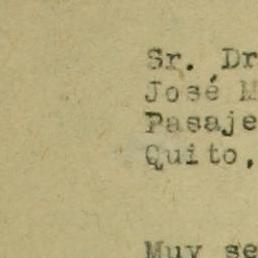 Sr. Dr
José M
Pasaje
Quito,
Muy se